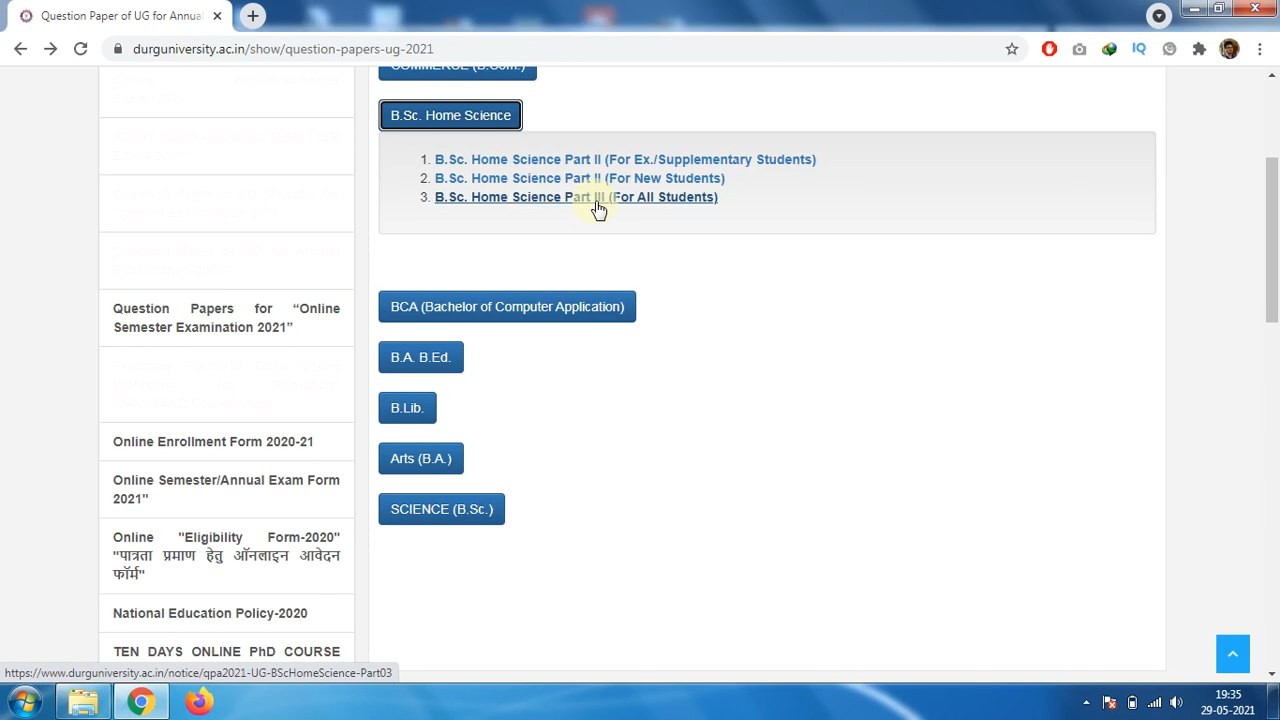 Question Paper of UG for Annual
durguniversity.ac.in/show/question-papers-ug-2021
COMMERCE (B.Com.)
B.Sc. Home Science
1. B.Sc. Home Science Part II (For Ex./Supplementary Students)
2. B.Sc. Home Science Part II (For New Students)
3. B.Sc. Home Science Part III (For All Students)
BCA (Bachelor of Computer Application)
B.A. B.Ed.
B.Lib.
Arts (B.A.)
SCIENCE (B.Sc.)
Question Papers for “Online
Semester Examination 2021”
Online Enrollment Form 2020-21
Online Semester/Annual Exam Form
2021"
Online "Eligibility Form-2020"
"पात्रता प्रमाण हेतु ऑनलाइन आवेदन
फॉर्म"
National Education Policy-2020
TEN DAYS ONLINE PhD COURSE
https://www.durguniversity.ac.in/notice/qpa2021-UG-BScHomeScience-Part03
19:35
29-05-2021